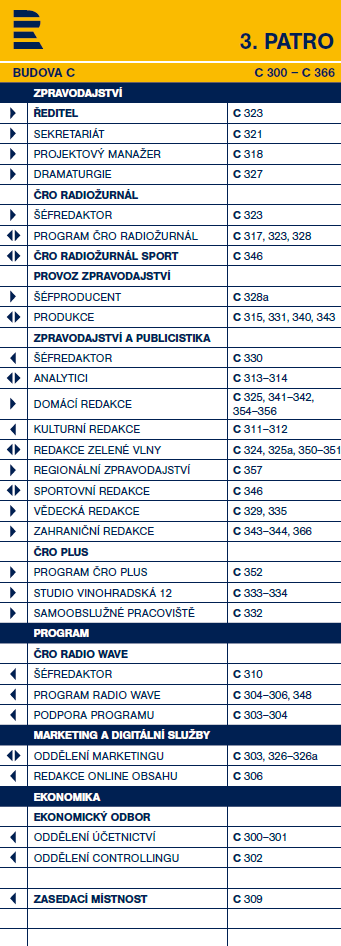 3. PATRO
BUDOVA C C 300 – C 366
ZPRAVODAJSTVÍ
ŘEDITEL C 323
SEKRETARIÁT C 321
PROJEKTOVÝ MANAŽER C 318
DRAMATURGIE C 327
ČRO RADIOŽURNÁL
ŠÉFREDAKTOR C 323
PROGRAM ČRO RADIOŽURNÁL C 317, 323, 328
ČRO RADIOŽURNÁL SPORT C 346
PROVOZ ZPRAVODAJSTVÍ
ŠÉFPRODUCENT C 328a
PRODUKCE C 315, 331, 340, 343
ZPRAVODAJSTVÍ A PUBLICISTIKA
ŠÉFREDAKTOR C 330
ANALYTICI C 313–314
DOMÁCÍ REDAKCE C 325, 341–342,
354–356
KULTURNÍ REDAKCE C 311–312
REDAKCE ZELENÉ VLNY C 324, 325a, 350–351
REGIONÁLNÍ ZPRAVODAJSTVÍ C 357
SPORTOVNÍ REDAKCE C 346
VĚDECKÁ REDAKCE C 329, 335
ZAHRANIČNÍ REDAKCE C 343–344, 366
ČRO PLUS
PROGRAM ČRO PLUS C 352
STUDIO VINOHRADSKÁ 12 C 333–334
SAMOOBSLUŽNÉ PRACOVIŠTĚ C 332
PROGRAM
ČRO RADIO WAVE
ŠÉFREDAKTOR C 310
PROGRAM RADIO WAVE C 304–306, 348
PODPORA PROGRAMU C 303–304
MARKETING A DIGITÁLNÍ SLUŽBY
ODDĚLENÍ MARKETINGU C 303, 326–326a
REDAKCE ONLINE OBSAHU C 306
EKONOMIKA
EKONOMICKÝ ODBOR
ODDĚLENÍ ÚČETNICTVÍ C 300–301
ODDĚLENÍ CONTROLLINGU C 302
ZASEDACÍ MÍSTNOST C 309